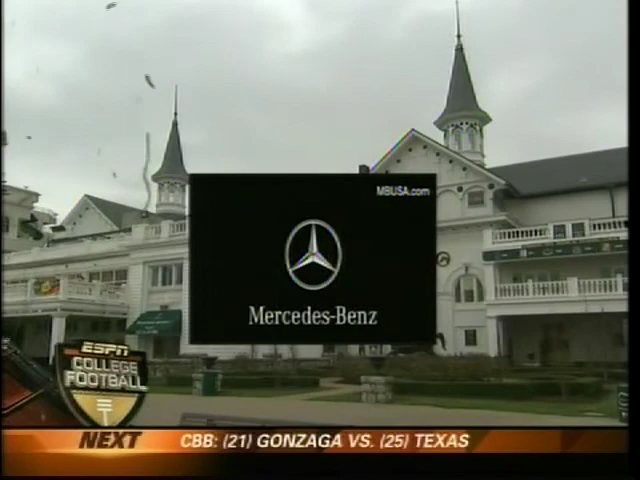 MBUSA.com
Mercedes-Benz
ESPN
COLLEGE
FOOTBALL
NEXT CBB: (21) GONZAGA VS. (25) TEXAS